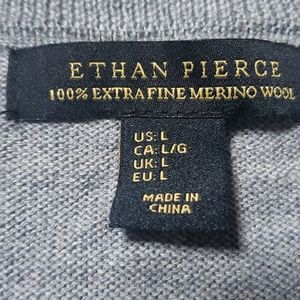 ETHAN PIERCE
100% EXTRAFINE MERINO WOOL
US: L
CA: L/G
UK: L
EU: L
MADE IN
CHINA